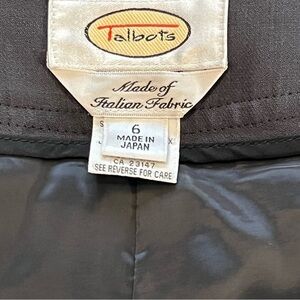 Talbots
Made of
Italian Fabric
6
MADE IN
JAPAN
CA 23147
SEE REVERSE FOR CARE